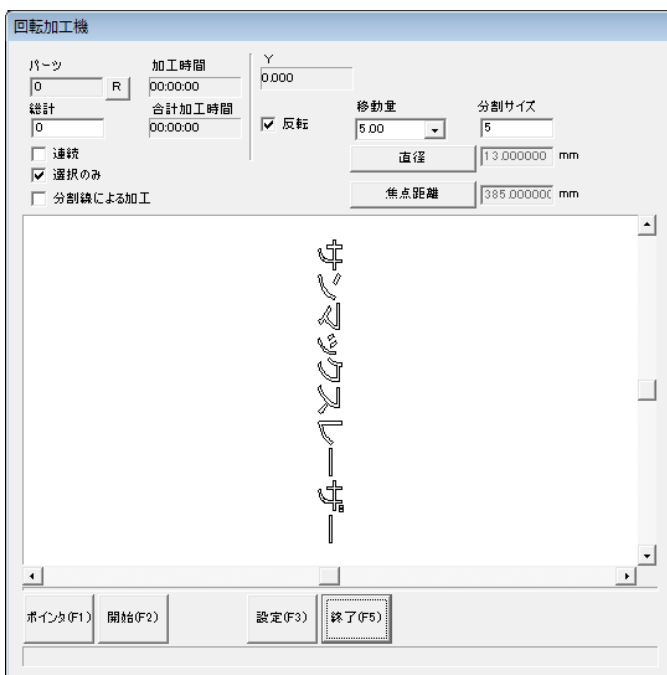 回転加工機
パーツ
0
R
加工時間
00:00:00
総計
0
合計加工時間
00:00:00
連続
選択のみ
分割線による加工
Y
0.000
反転
移動量
5.00
分割サイズ
5
直径
13.000000 mm
焦点距離
385.000000 mm
サンマックスレーザー
ポインタ(F1)
開始(F2)
設定(F3)
終了(F5)